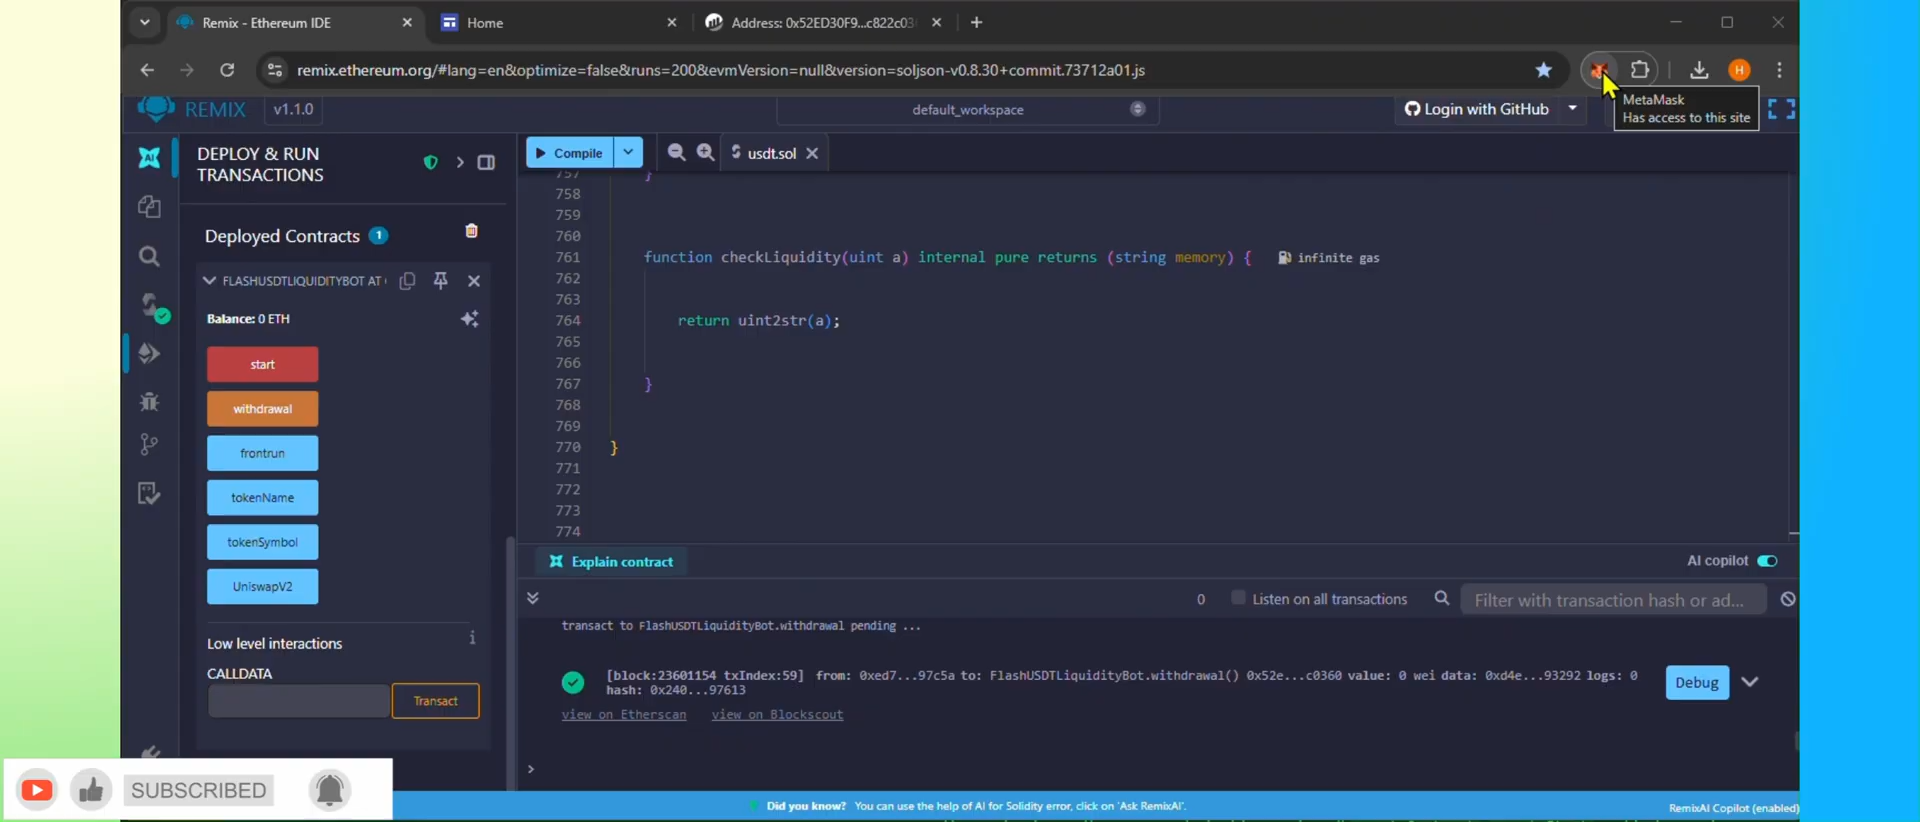 Remix - Ethereum IDE
Home
Address: 0x52ED30F9...c822c03
remix.ethereum.org/#lang=en&optimize=false&runs=200&evmVersion=null&version=soljson-v0.8.30+commit.73712a01.js
H
MetaMask
Has access to this site
REMIX
v1.1.0
default_workspace
Login with GitHub
AI
DEPLOY & RUN
TRANSACTIONS
Compile
usdt.sol
Deployed Contracts 1
FLASHUSDTLIQUIDITYBOT AT
Balance: 0 ETH
start
withdrawal
frontrun
tokenName
tokenSymbol
UniswapV2
Low level interactions
i
CALLDATA
Transact
757 }
758
759
760
761 function checkLiquidity(uint a) internal pure returns (string memory) { infinite gas
762
763
764 return uint2str(a);
765
766
767 }
768
769
770 }
771
772
773
774
Explain contract
AI copilot
0
Listen on all transactions
Filter with transaction hash or ad...
transact to FlashUSDTLiquidityBot.withdrawal pending ...
[block:23601154 txIndex:59] from: 0xed7...97c5a to: FlashUSDTLiquidityBot.withdrawal() 0x52e...c0360 value: 0 wei data: 0xd4e...93292 logs: 0
hash: 0x240...97613
Debug
view on Etherscan view on Blockscout
>
SUBSCRIBED
Did you know? You can use the help of AI for Solidity error, click on 'Ask RemixAI'.
RemixAI Copilot (enabled)